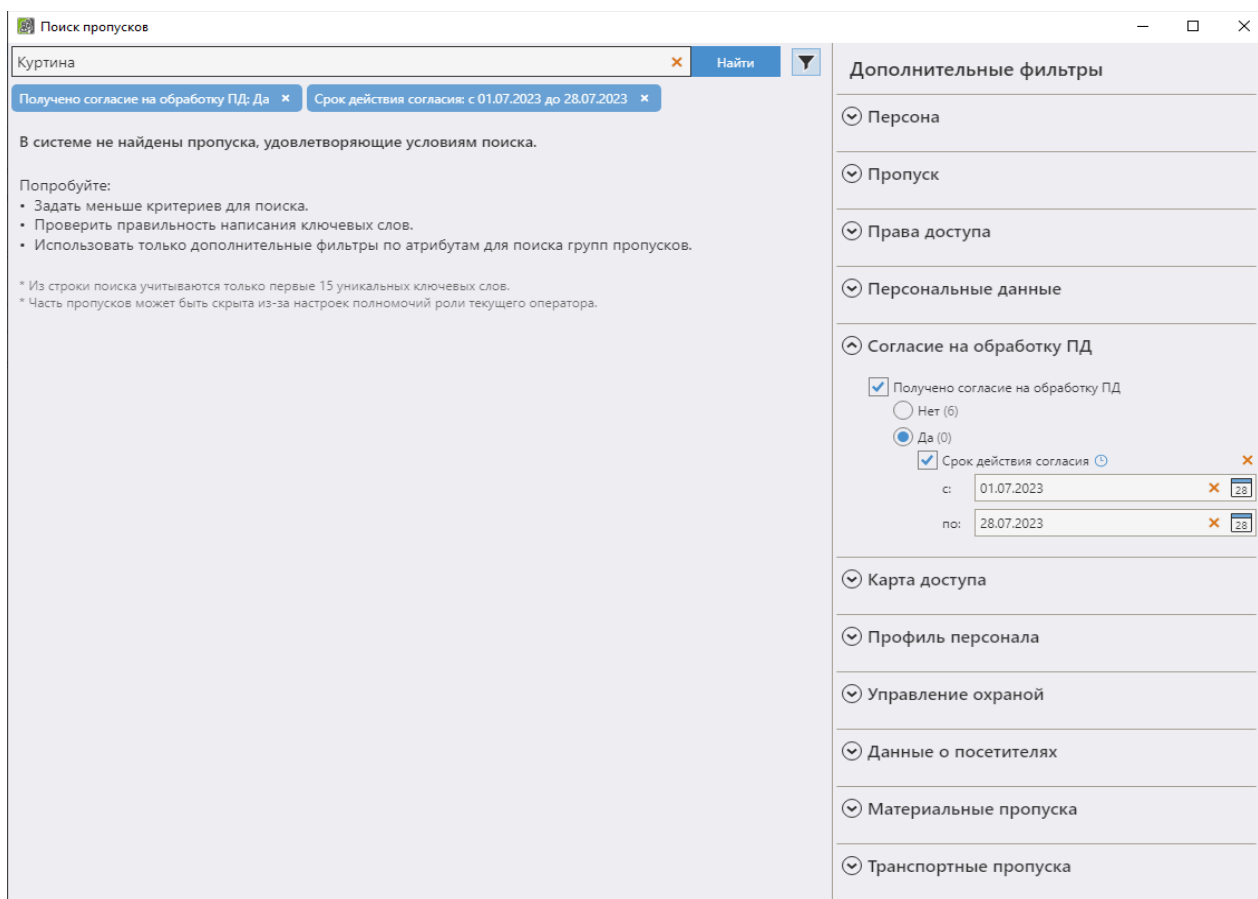 Поиск пропусков
Куртина
Найти
Получено согласие на обработку ПД: Да
Срок действия согласия: с 01.07.2023 до 28.07.2023
В системе не найдены пропуска, удовлетворяющие условиям поиска.
Попробуйте:
• Задать меньше критериев для поиска.
• Проверить правильность написания ключевых слов.
• Использовать только дополнительные фильтры по атрибутам для поиска групп пропусков.
* Из строки поиска учитываются только первые 15 уникальных ключевых слов.
* Часть пропусков может быть скрыта из-за настроек полномочий роли текущего оператора.
Дополнительные фильтры
Персона
Пропуск
Права доступа
Персональные данные
Согласие на обработку ПД
Получено согласие на обработку ПД
Нет (6)
Да (0)
Срок действия согласия
с: 01.07.2023 28
по: 28.07.2023 28
Карта доступа
Профиль персонала
Управление охраной
Данные о посетителях
Материальные пропуска
Транспортные пропуска